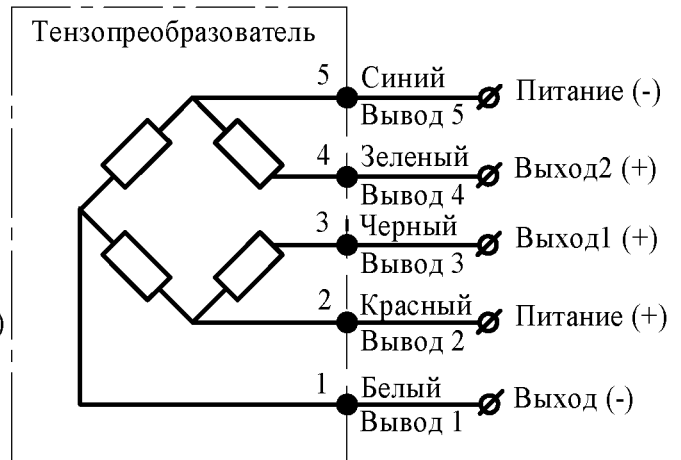 Тензопреобразователь
5 Синий Питание (-)
Вывод 5
4 Зеленый Выход2 (+)
Вывод 4
3 Черный Выход1 (+)
Вывод 3
2 Красный Питание (+)
Вывод 2
)
1 Белый Выход (-)
Вывод 1